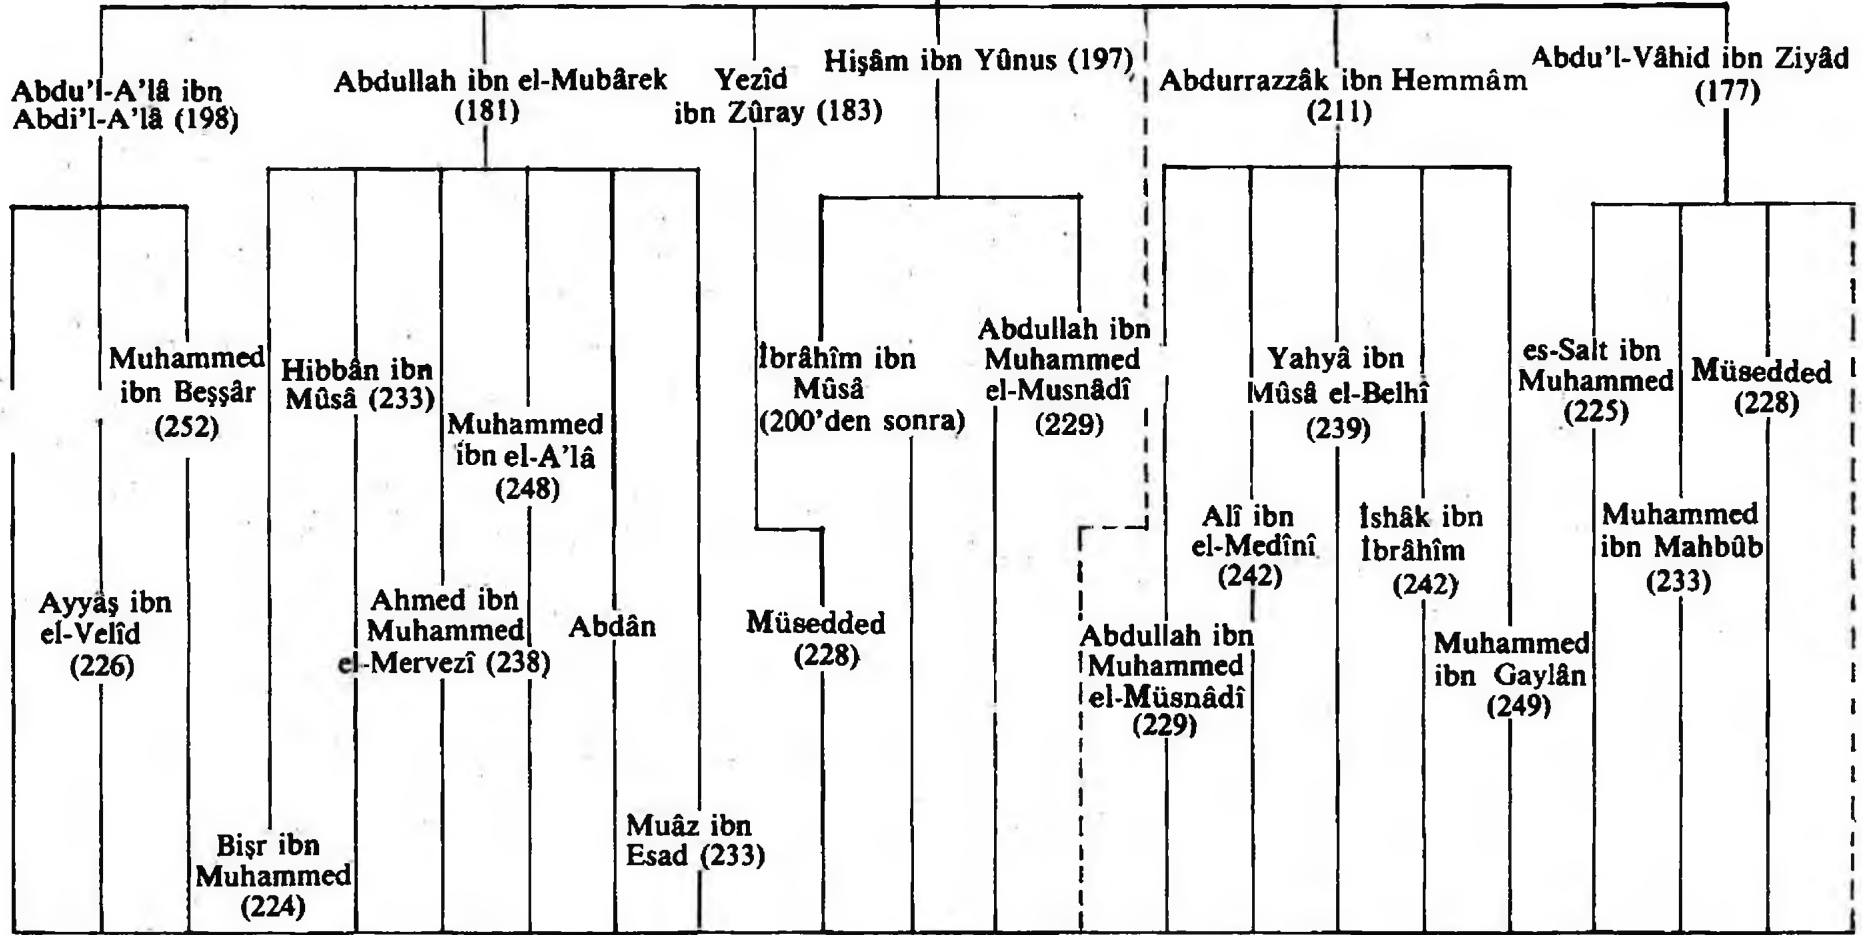 Abdu'l-A'lâ ibn
Abdi'l-A'lâ (198)
Abdullah ibn el-Mubârek
(181)
Yezîd
ibn Zûray (183)
Hişâm ibn Yûnus (197)
Abdurrazzâk ibn Hemmâm
(211)
Abdu'l-Vâhid ibn Ziyâd
(177)
Muhammed
ibn Beşşâr
(252)
Hibbân ibn
Mûsâ (233)
Muhammed
ibn el-A'lâ
(248)
İbrâhîm ibn
Mûsâ
(200'den sonra)
Abdullah ibn
Muhammed
el-Musnâdî
(229)
Yahyâ ibn
Mûsâ el-Belhî
(239)
es-Salt ibn
Muhammed
(225)
Müsedded
(228)
Ayyâş ibn
el-Velîd
(226)
Ahmed ibn
Muhammed
el-Mervezî (238)
Abdân
Müsedded
(228)
Abdullah ibn
Muhammed
el-Müsnâdî
(229)
Alî ibn
el-Medînî
(242)
İshâk ibn
İbrâhîm
(242)
Muhammed
ibn Gaylân
(249)
Muhammed
ibn Mahbûb
(233)
Bişr ibn
Muhammed
(224)
Muâz ibn
Esad (233)